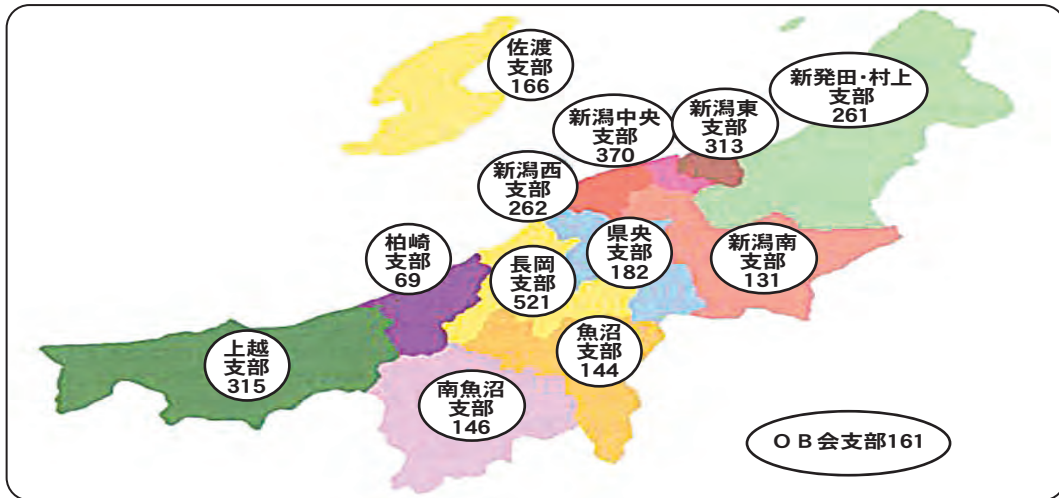 佐渡
支部
166
新発田・村上
支部
261
新潟中央
支部
370
新潟東
支部
313
新潟西
支部
262
柏崎
支部
69
長岡
支部
521
県央
支部
182
新潟南
支部
131
上越
支部
315
魚沼
支部
144
南魚沼
支部
146
ＯＢ会支部161